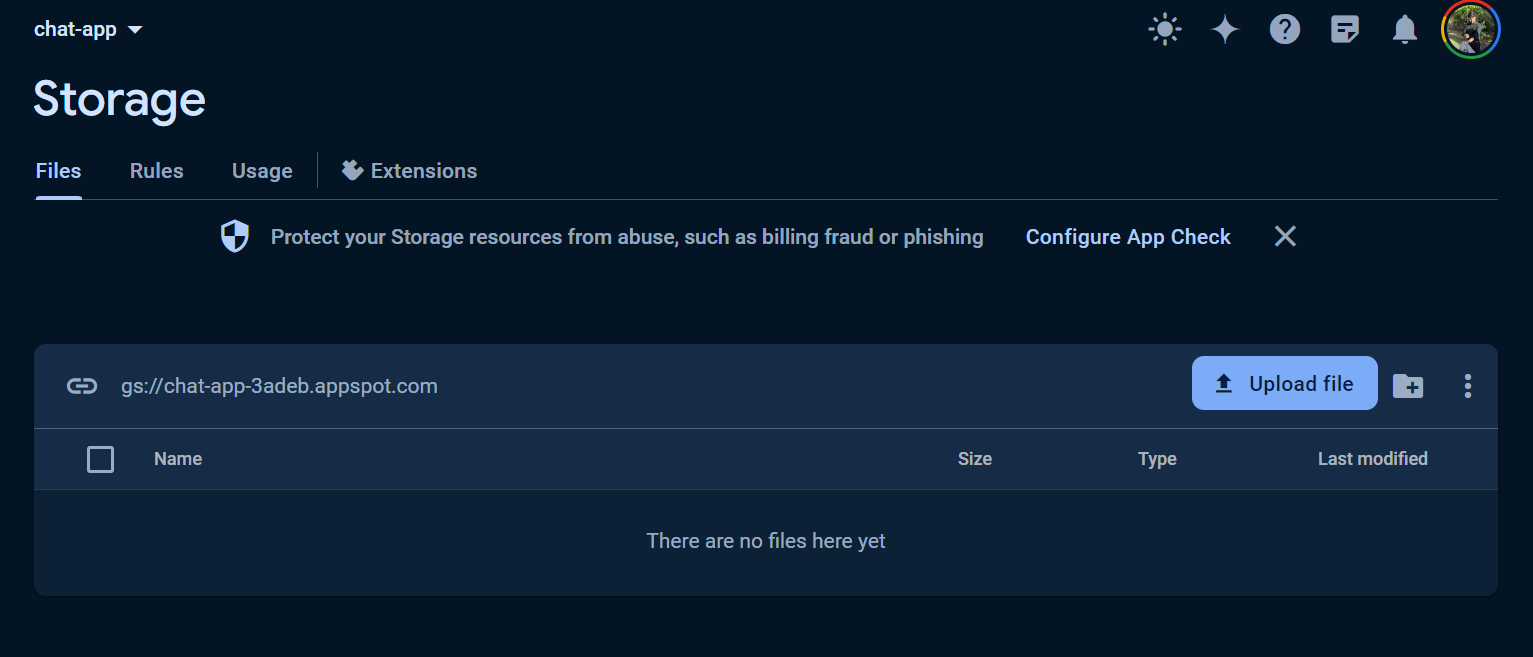 chat-app
Storage
Files Rules Usage Extensions
Protect your Storage resources from abuse, such as billing fraud or phishing Configure App Check
gs://chat-app-3adeb.appspot.com Upload file
Name Size Type Last modified
There are no files here yet